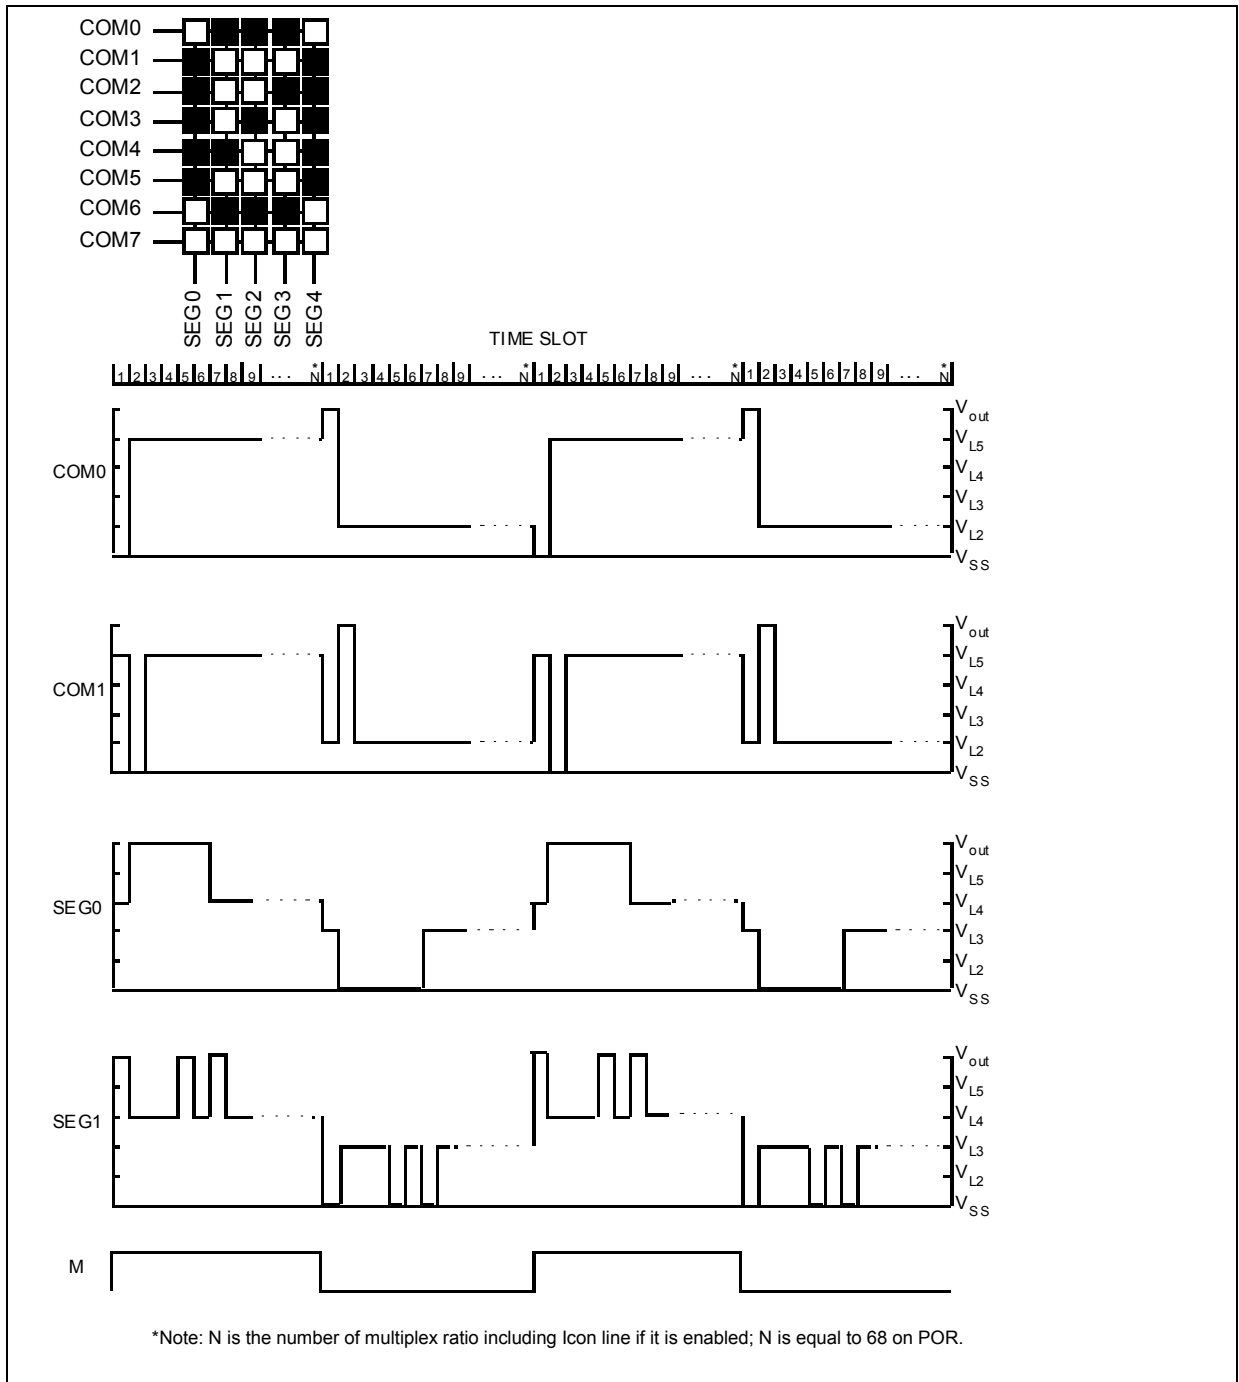 COM0
COM1
COM2
COM3
COM4
COM5
COM6
COM7
SEG0
SEG1
SEG2
SEG3
SEG4
TIME SLOT
1 2 3 4 5 6 7 8 9 ... *N 1 2 3 4 5 6 7 8 9 ... *N 1 2 3 4 5 6 7 8 9 ... *N 1 2 3 4 5 6 7 8 9 ... *N
COM0
Vout
VL5
VL4
VL3
VL2
VSS
COM1
Vout
VL5
VL4
VL3
VL2
VSS
SEG0
Vout
VL5
VL4
VL3
VL2
VSS
SEG1
Vout
VL5
VL4
VL3
VL2
VSS
M
*Note: N is the number of multiplex ratio including Icon line if it is enabled; N is equal to 68 on POR.